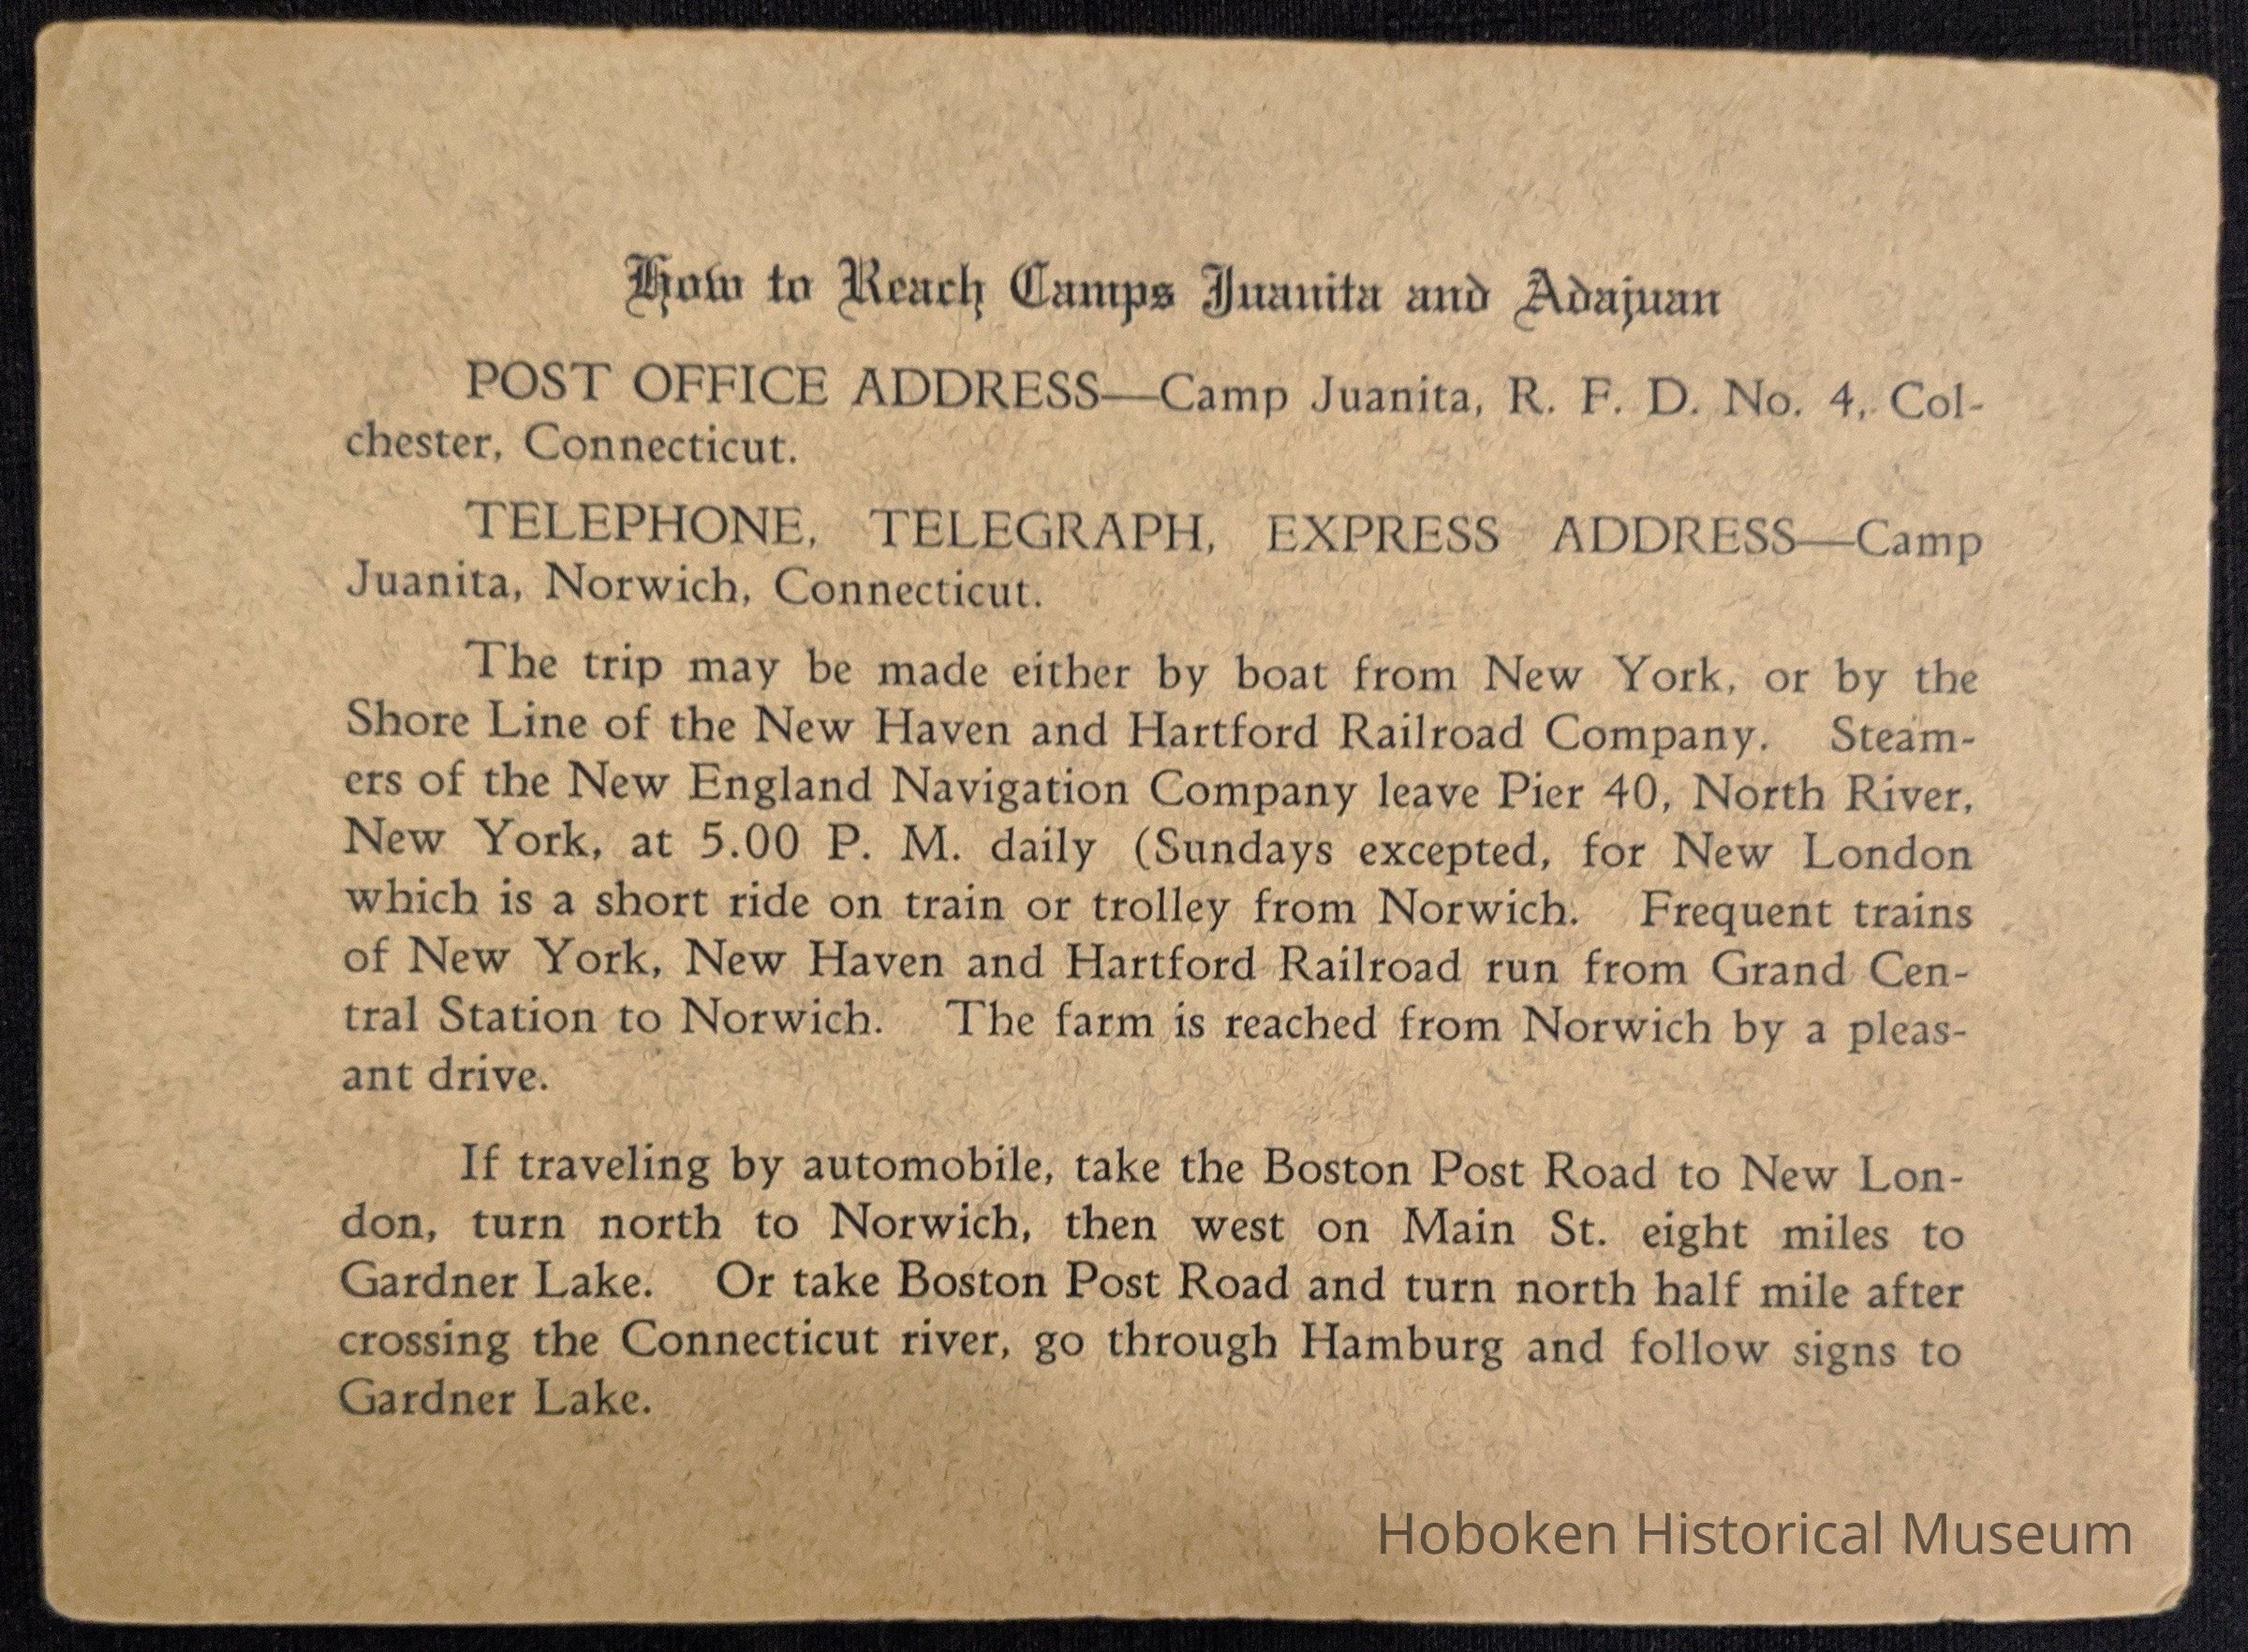 How to Reach Camps Juanita and Adajuan
POST OFFICE ADDRESS—Camp Juanita, R. F. D. No. 4, Col-
chester, Connecticut.
TELEPHONE, TELEGRAPH, EXPRESS ADDRESS—Camp
Juanita, Norwich, Connecticut.
The trip may be made either by boat from New York, or by the
Shore Line of the New Haven and Hartford Railroad Company. Steam-
ers of the New England Navigation Company leave Pier 40, North River,
New York, at 5.00 P. M. daily (Sundays excepted, for New London
which is a short ride on train or trolley from Norwich. Frequent trains
of New York, New Haven and Hartford Railroad run from Grand Cen-
tral Station to Norwich. The farm is reached from Norwich by a pleas-
ant drive.
If traveling by automobile, take the Boston Post Road to New Lon-
don, turn north to Norwich, then west on Main St. eight miles to
Gardner Lake. Or take Boston Post Road and turn north half mile after
crossing the Connecticut river, go through Hamburg and follow signs to
Gardner Lake.
Hoboken Historical Museum